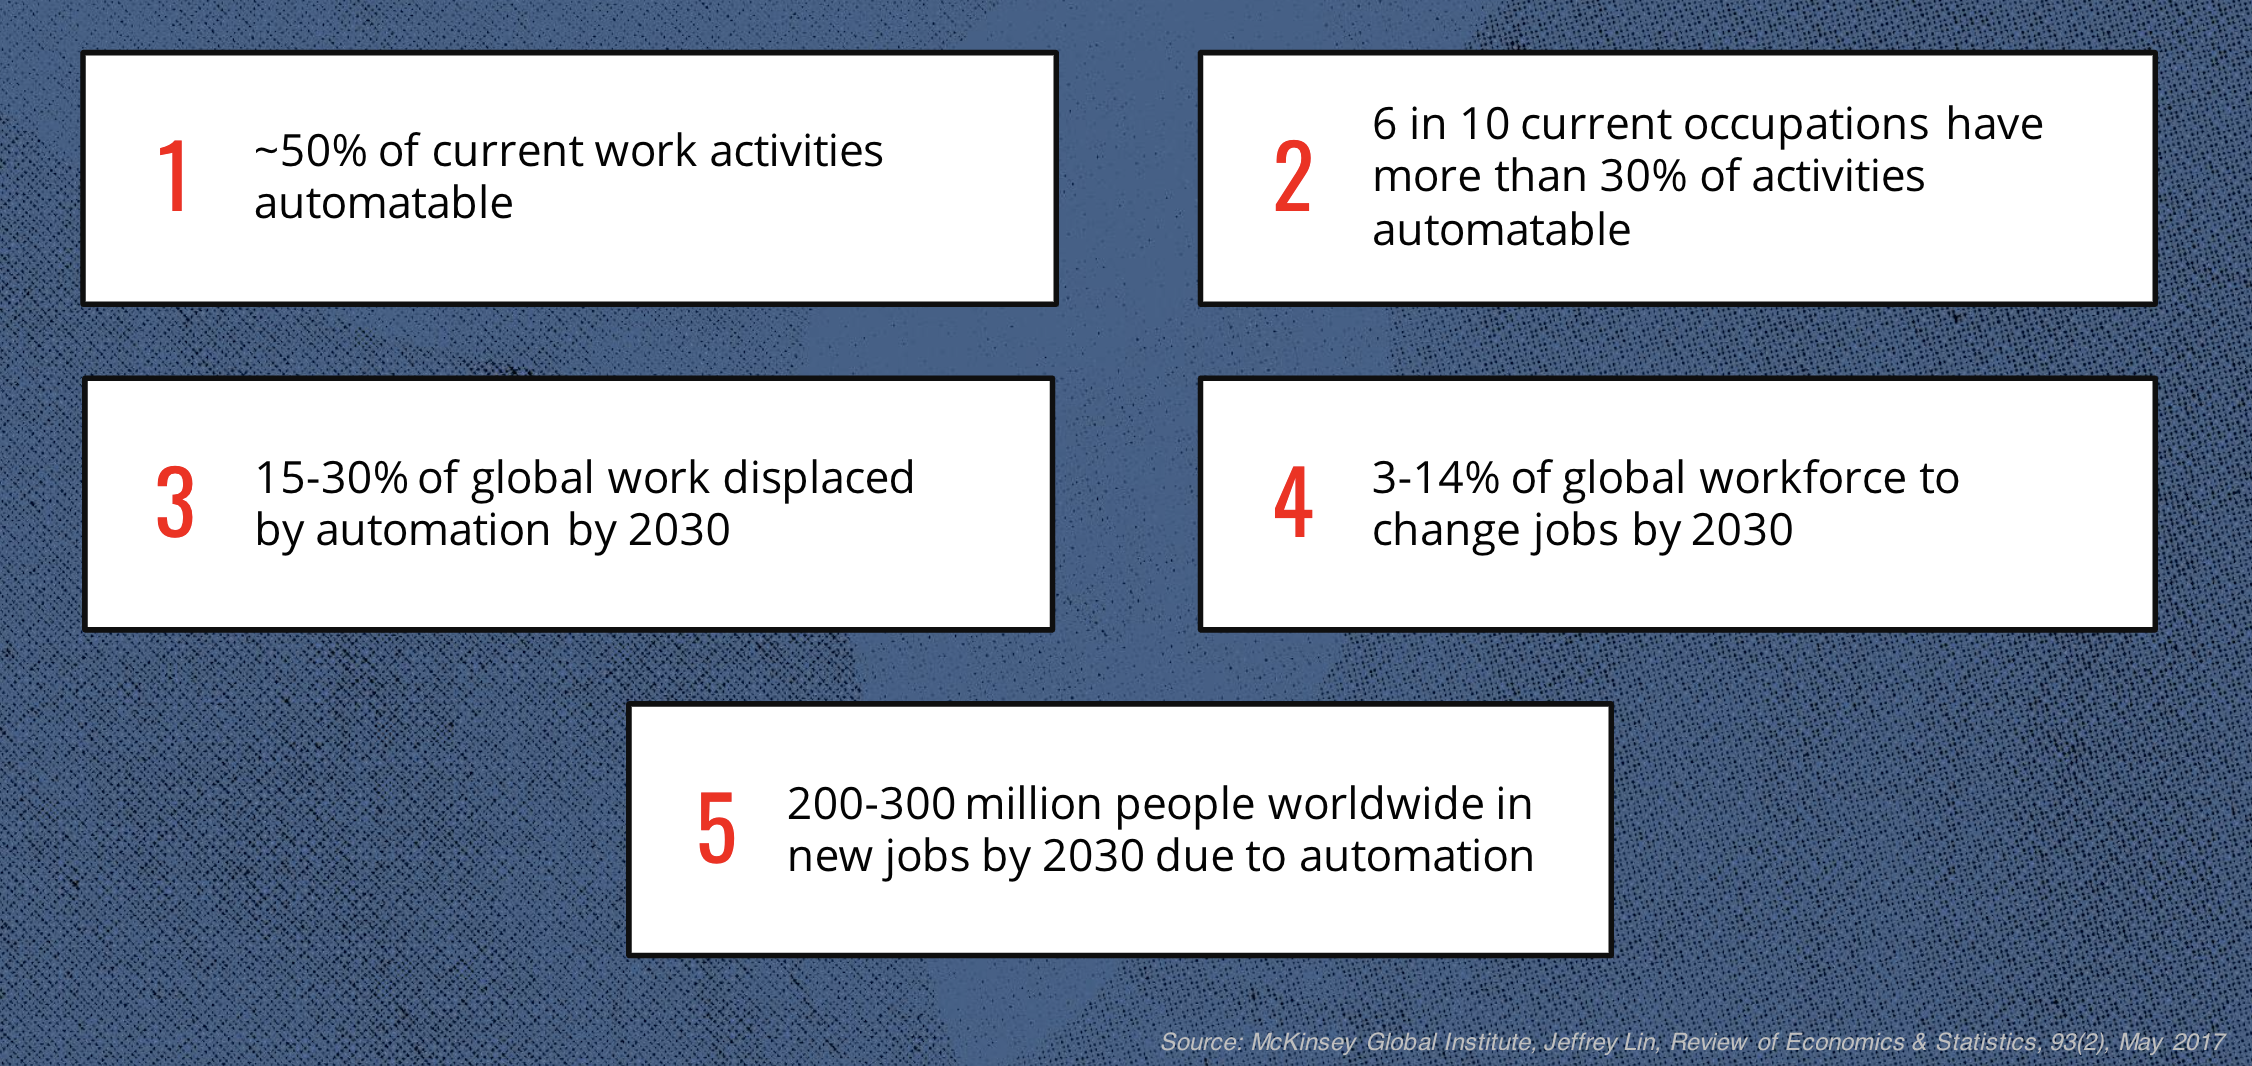 1
~50% of current work activities
automatable
2
6 in 10 current occupations have
more than 30% of activities
automatable
3
15-30% of global work displaced
by automation by 2030
4
3-14% of global workforce to
change jobs by 2030
5
200-300 million people worldwide in
new jobs by 2030 due to automation
Source: McKinsey Global Institute, Jeffrey Lin, Review of Economics & Statistics, 93(2), May 2017